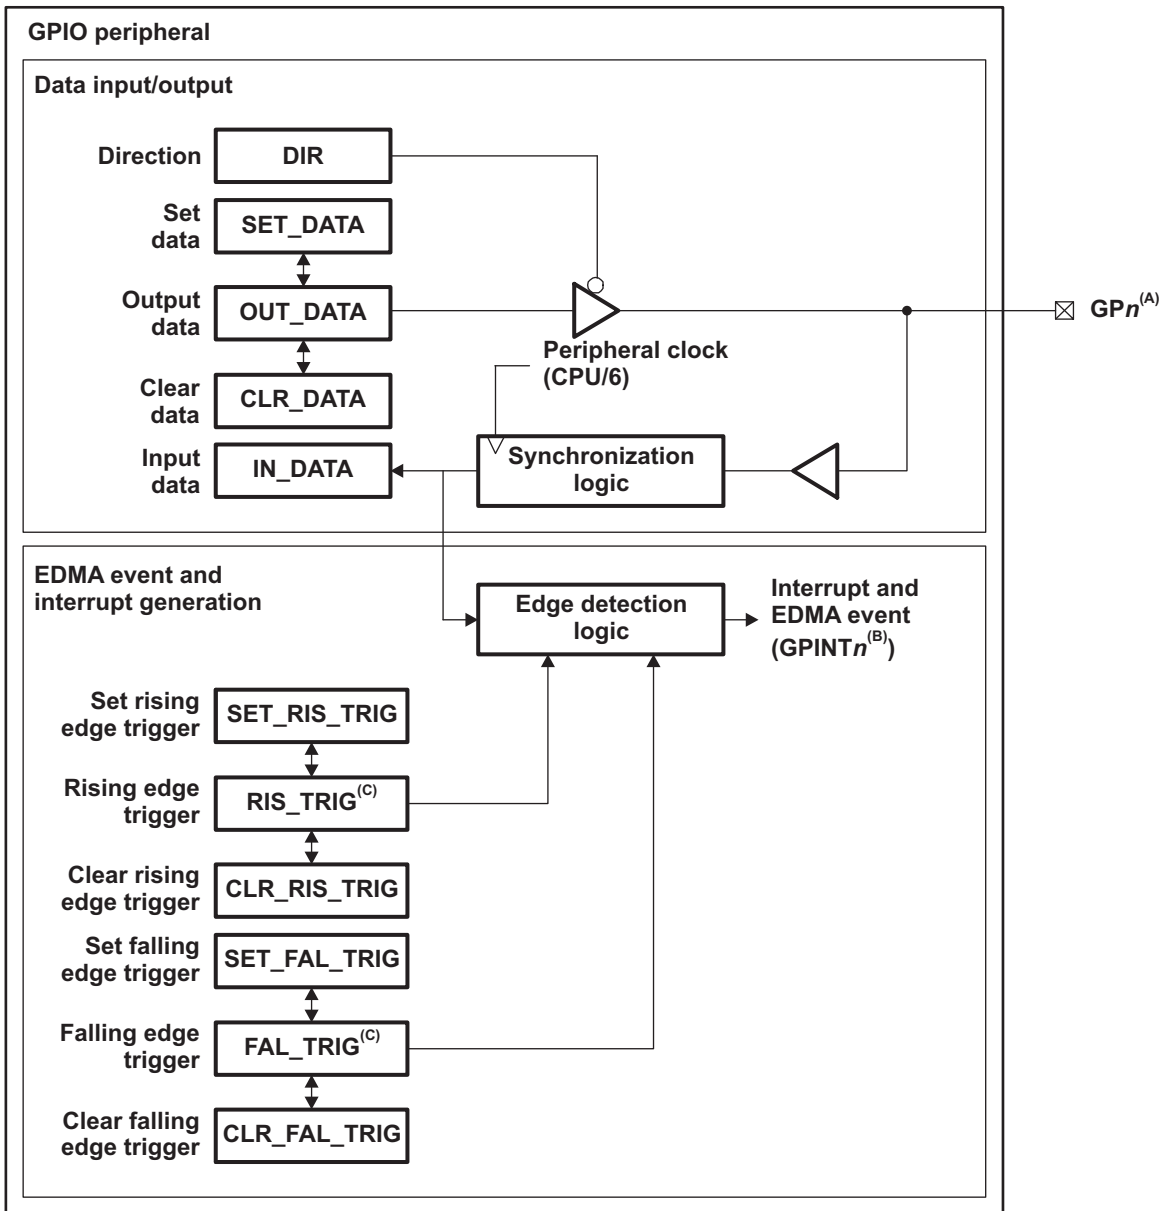 GPIO peripheral
Data input/output
Direction
DIR
Set
data
SET_DATA
Output
data
OUT_DATA
GPn(A)
Peripheral clock
(CPU/6)
Clear
data
CLR_DATA
Input
data
IN_DATA
Synchronization
logic
EDMA event and
interrupt generation
Edge detection
logic
Interrupt and
EDMA event
(GPINTn(B))
Set rising
edge trigger
SET_RIS_TRIG
Rising edge
trigger
RIS_TRIG(C)
Clear rising
edge trigger
CLR_RIS_TRIG
Set falling
edge trigger
SET_FAL_TRIG
Falling edge
trigger
FAL_TRIG(C)
Clear falling
edge trigger
CLR_FAL_TRIG